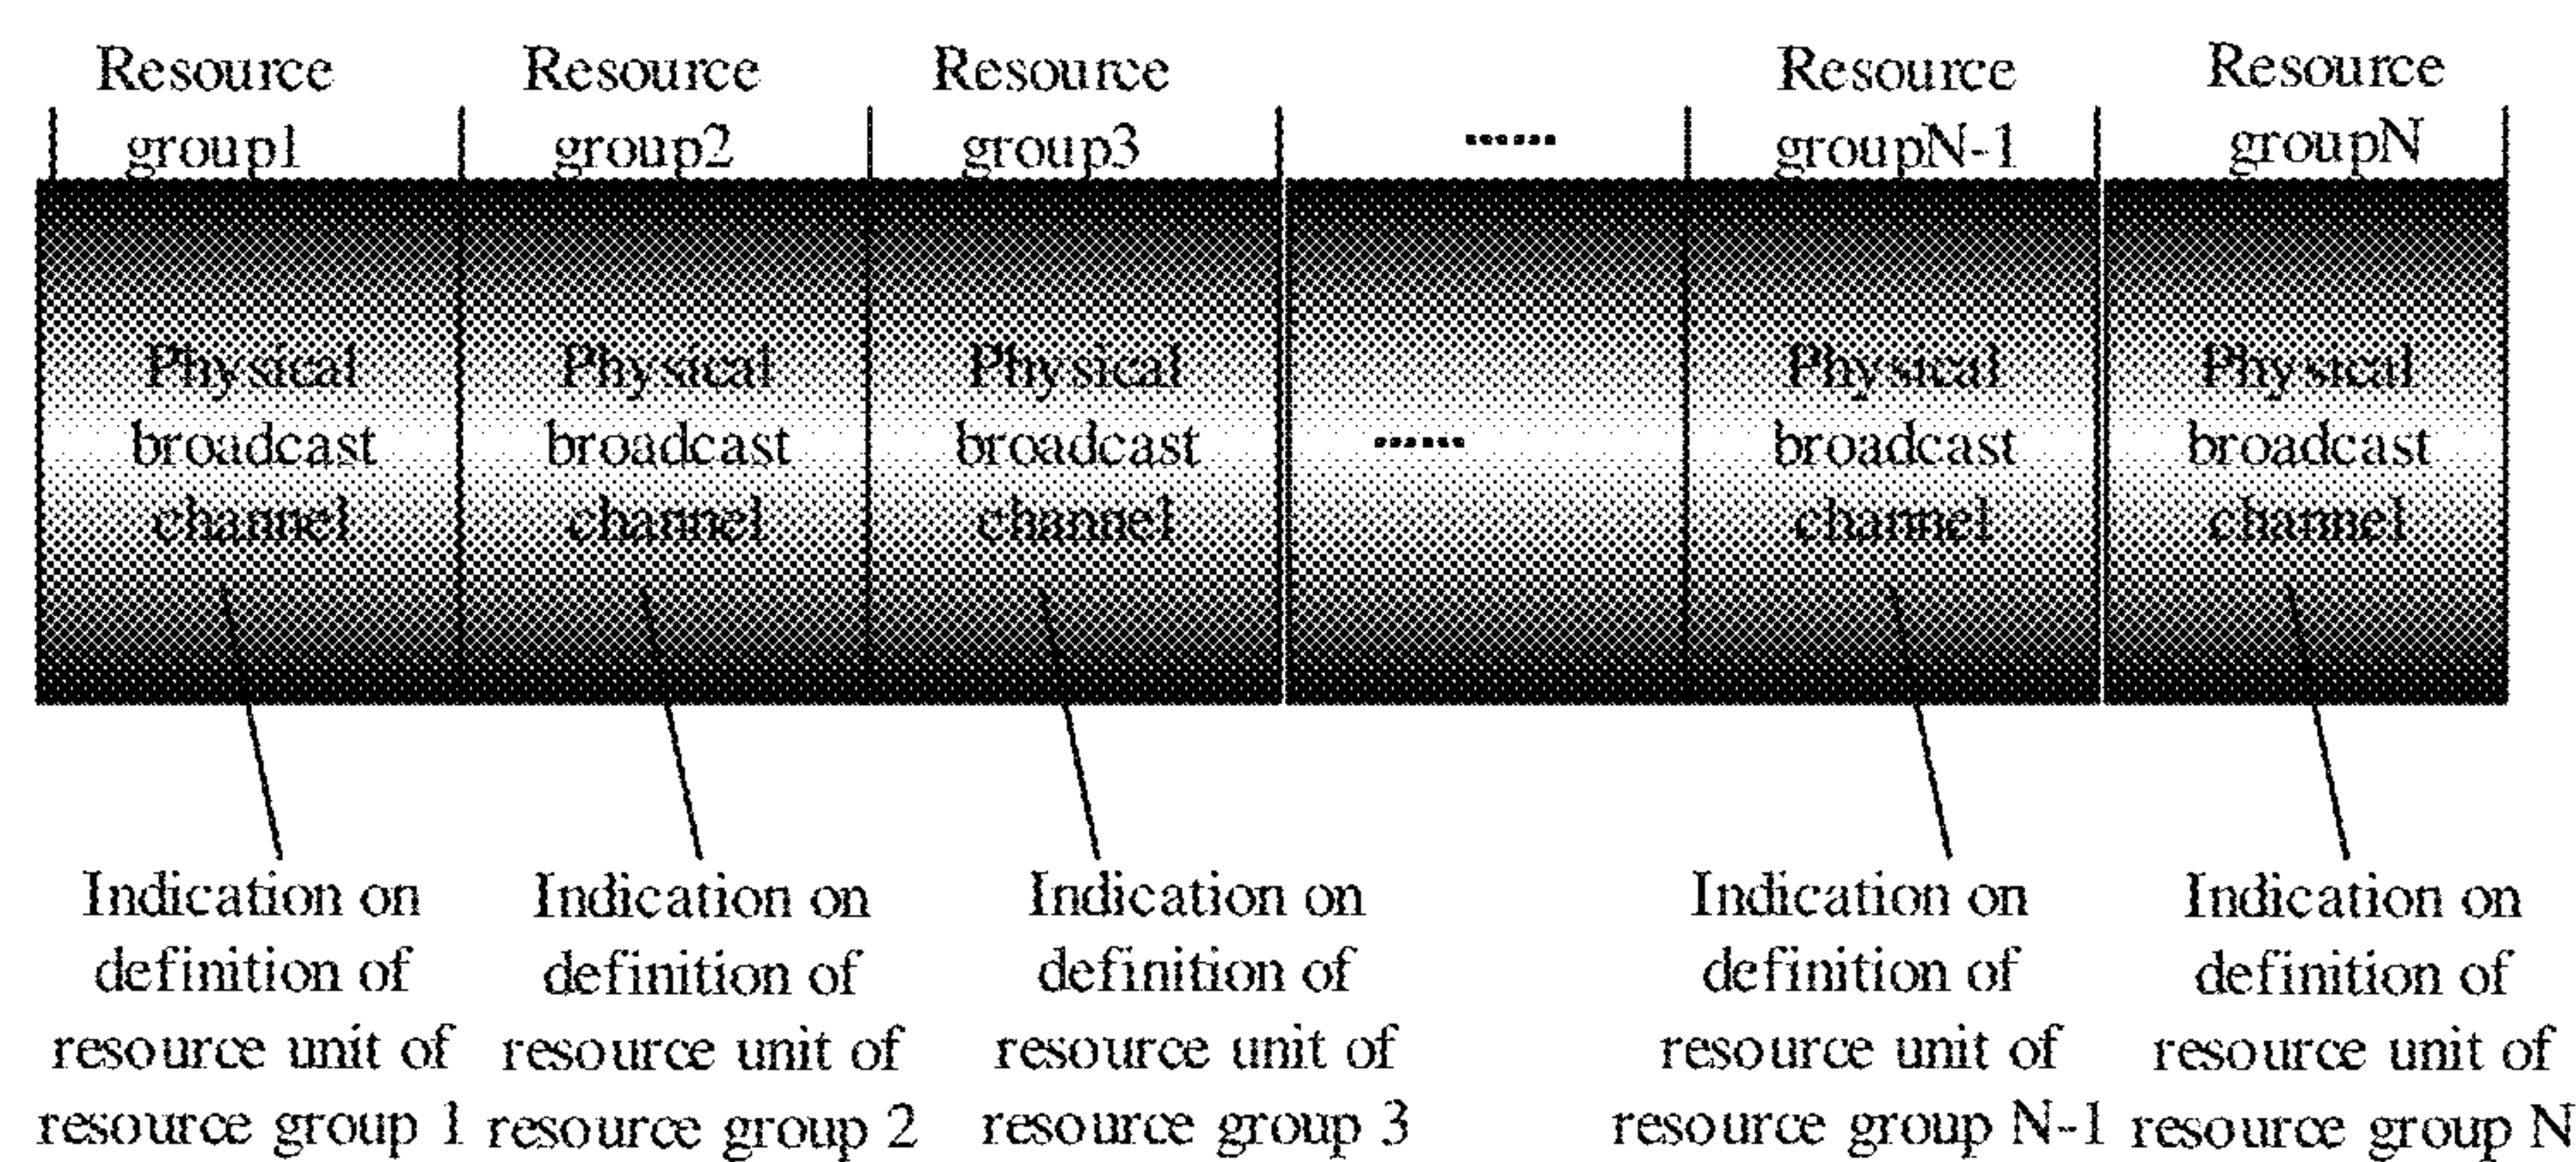 Resource
group1
Resource
group2
Resource
group3
......
Resource
groupN-1
Resource
groupN
Physical
broadcast
channel
Physical
broadcast
channel
Physical
broadcast
channel
......
Physical
broadcast
channel
Physical
broadcast
channel
Indication on
definition of
resource unit of
resource group 1
Indication on
definition of
resource unit of
resource group 2
Indication on
definition of
resource unit of
resource group 3
Indication on
definition of
resource unit of
resource group N-1
Indication on
definition of
resource unit of
resource group N